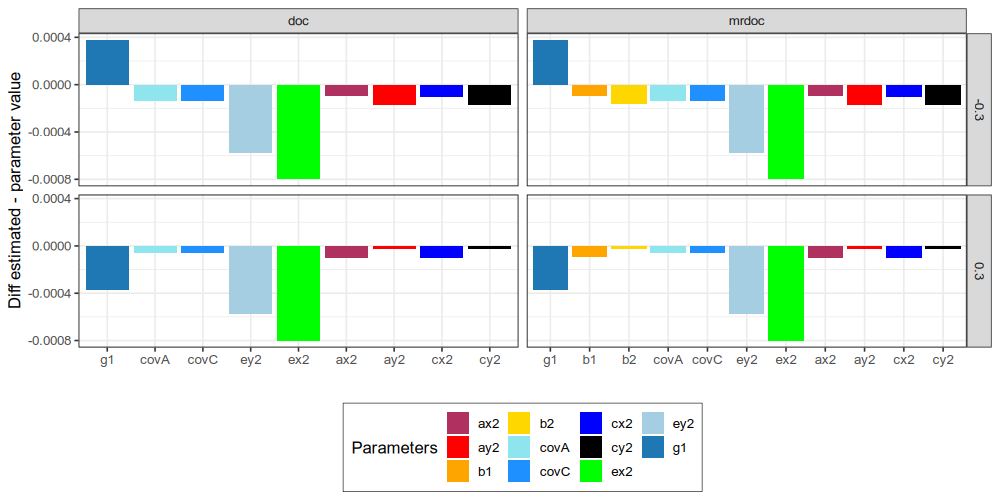 doc mrdoc
Diff estimated - parameter value
0.0004
0.0000
-0.0004
-0.0008
-0.3
0.0004
0.0000
-0.0004
-0.0008
0.3
g1 covA covC ey2 ex2 ax2 ay2 cx2 cy2
g1 b1 b2 covA covC ey2 ex2 ax2 ay2 cx2 cy2
Parameters
ax2 b2 cx2 ey2
ay2 covA cy2 g1
b1 covC ex2